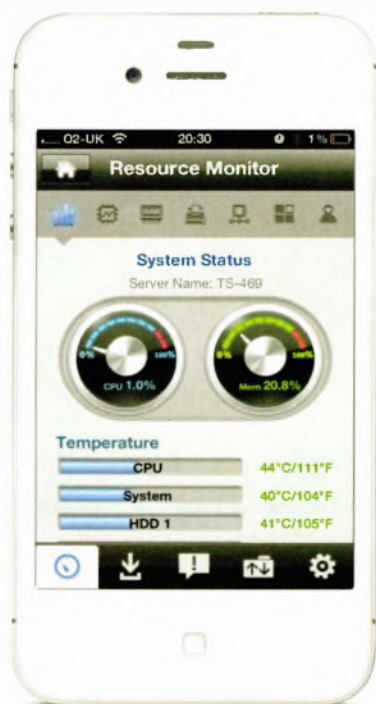 O2-UK 20:30 1%
Resource Monitor
System Status
Server Name: TS-469
0% 100% 0% 100%
CPU 1.0% Mem 20.8%
Temperature
CPU 44°C/111°F
System 40°C/104°F
HDD 1 41°C/105°F